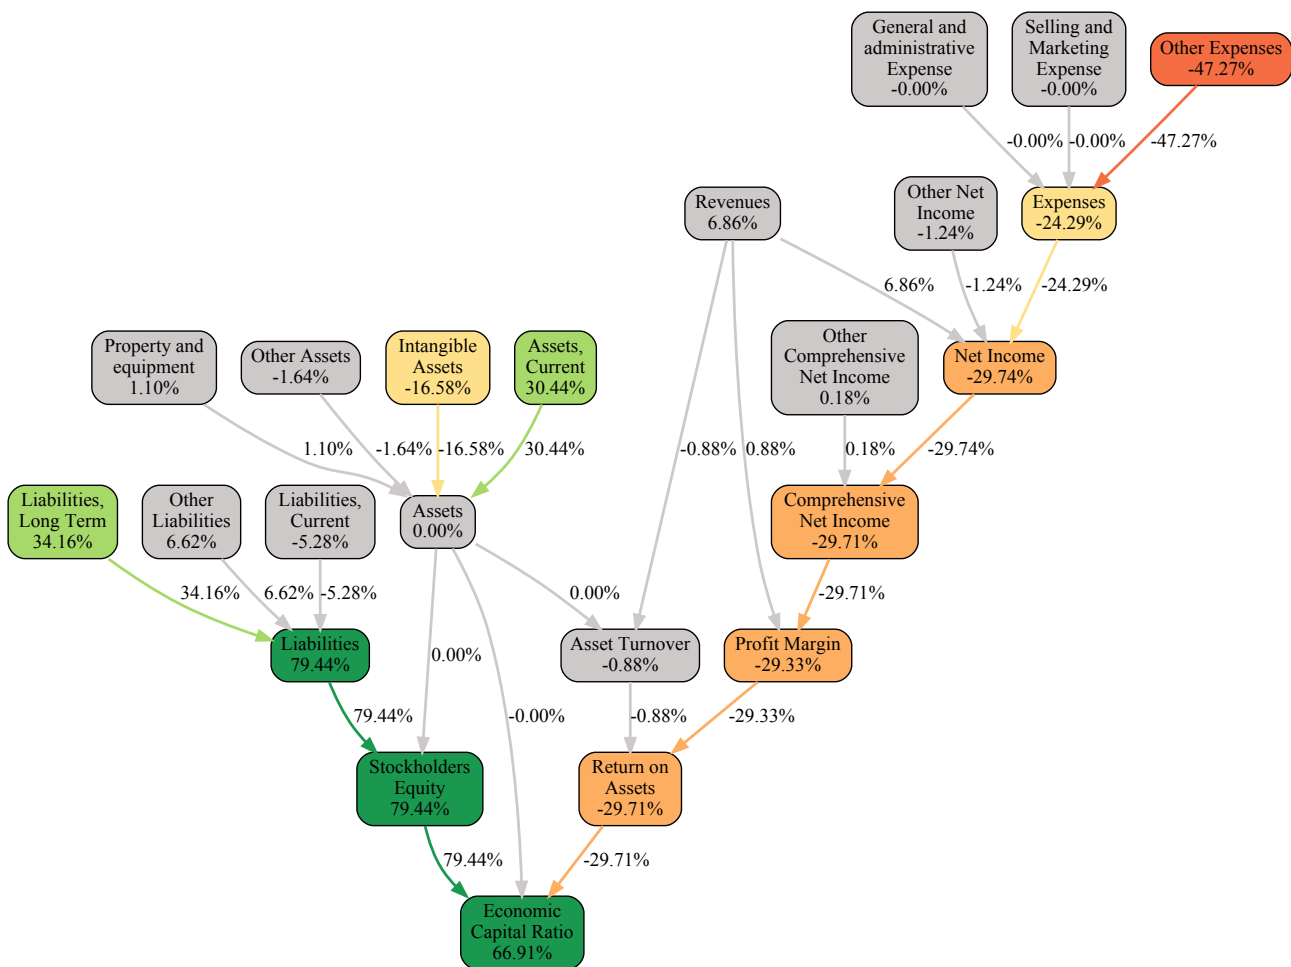 General and
administrative
Expense
-0.00%
Selling and
Marketing
Expense
-0.00%
Other Expenses
-47.27%
-0.00%
-0.00%
-47.27%
Revenues
6.86%
Other Net
Income
-1.24%
Expenses
-24.29%
6.86%
-1.24%
-24.29%
Property and
equipment
1.10%
Other Assets
-1.64%
Intangible
Assets
-16.58%
Assets,
Current
30.44%
Other
Comprehensive
Net Income
0.18%
Net Income
-29.74%
1.10%
-1.64%
-16.58%
30.44%
-0.88%
0.88%
0.18%
-29.74%
Liabilities,
Long Term
34.16%
Other
Liabilities
6.62%
Liabilities,
Current
-5.28%
Assets
0.00%
Comprehensive
Net Income
-29.71%
34.16%
6.62%
-5.28%
0.00%
-29.71%
Liabilities
79.44%
0.00%
Asset Turnover
-0.88%
Profit Margin
-29.33%
79.44%
-0.00%
-0.88%
-29.33%
Stockholders
Equity
79.44%
Return on
Assets
-29.71%
79.44%
-29.71%
Economic
Capital Ratio
66.91%